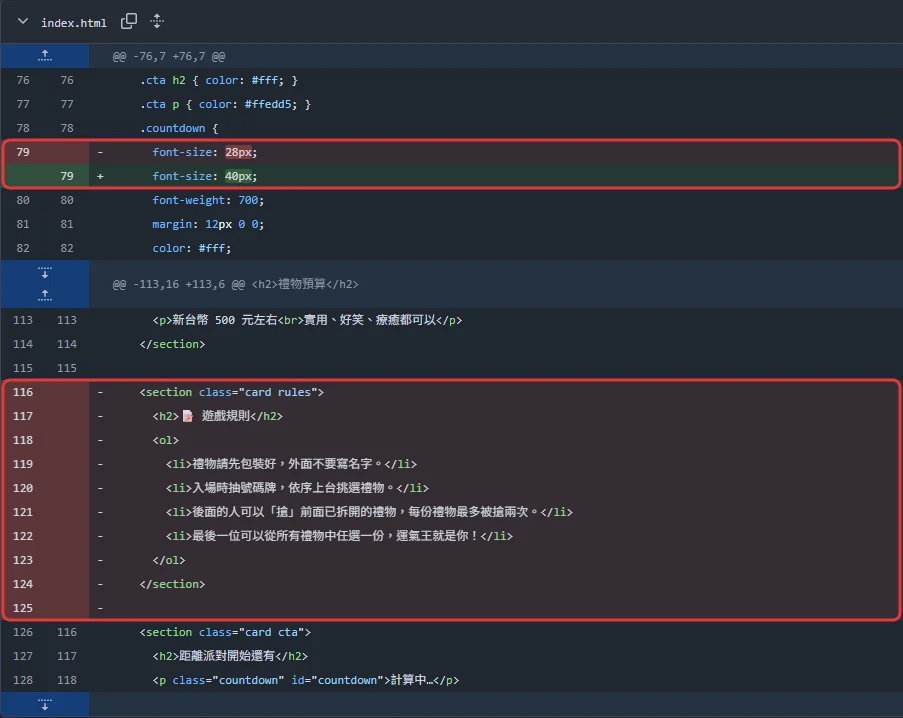 index.html
@@ -76,7 +76,7 @@
76 76 .cta h2 { color: #fff; }
77 77 .cta p { color: #ffedd5; }
78 78 .countdown {
79 - font-size: 28px;
79 + font-size: 40px;
80 80 font-weight: 700;
81 81 margin: 12px 0 0;
82 82 color: #fff;
@@ -113,16 +113,6 @@ <h2>禮物預算</h2>
113 113 <p>新台幣 500 元左右<br>實用、好笑、療癒都可以</p>
114 114 </section>
115 115
116 - <section class="card rules">
117 - <h2>📝 遊戲規則</h2>
118 - <ol>
119 - <li>禮物請先包裝好，外面不要寫名字。</li>
120 - <li>入場時抽號碼牌，依序上台挑選禮物。</li>
121 - <li>後面的人可以「搶」前面已拆開的禮物，每份禮物最多被搶兩次。</li>
122 - <li>最後一位可以從所有禮物中任選一份，運氣王就是你！</li>
123 - </ol>
124 - </section>
125 -
126 116 <section class="card cta">
127 117 <h2>距離派對開始還有</h2>
128 118 <p class="countdown" id="countdown">計算中…</p>